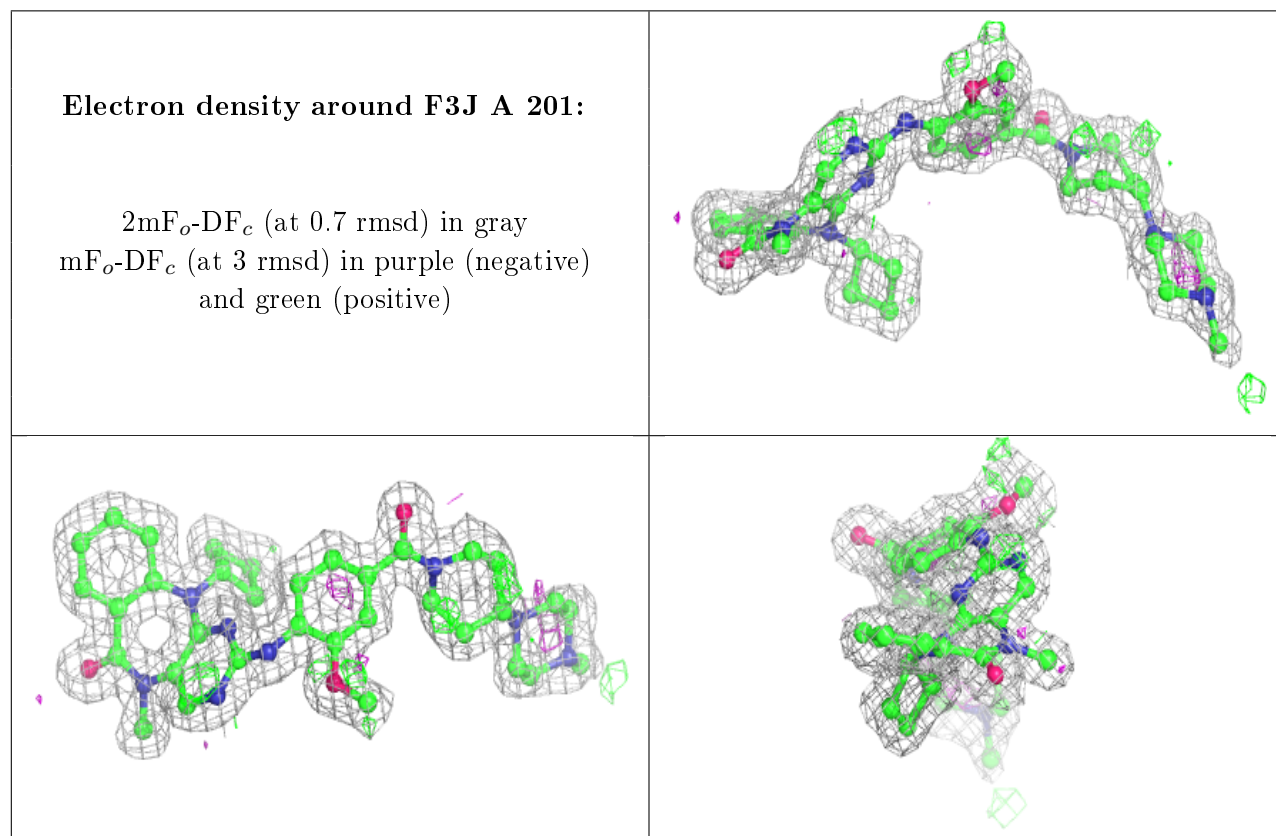 Electron density around F3J A 201:
2mFo-DFc (at 0.7 rmsd) in gray
mFo-DFc (at 3 rmsd) in purple (negative)
and green (positive)